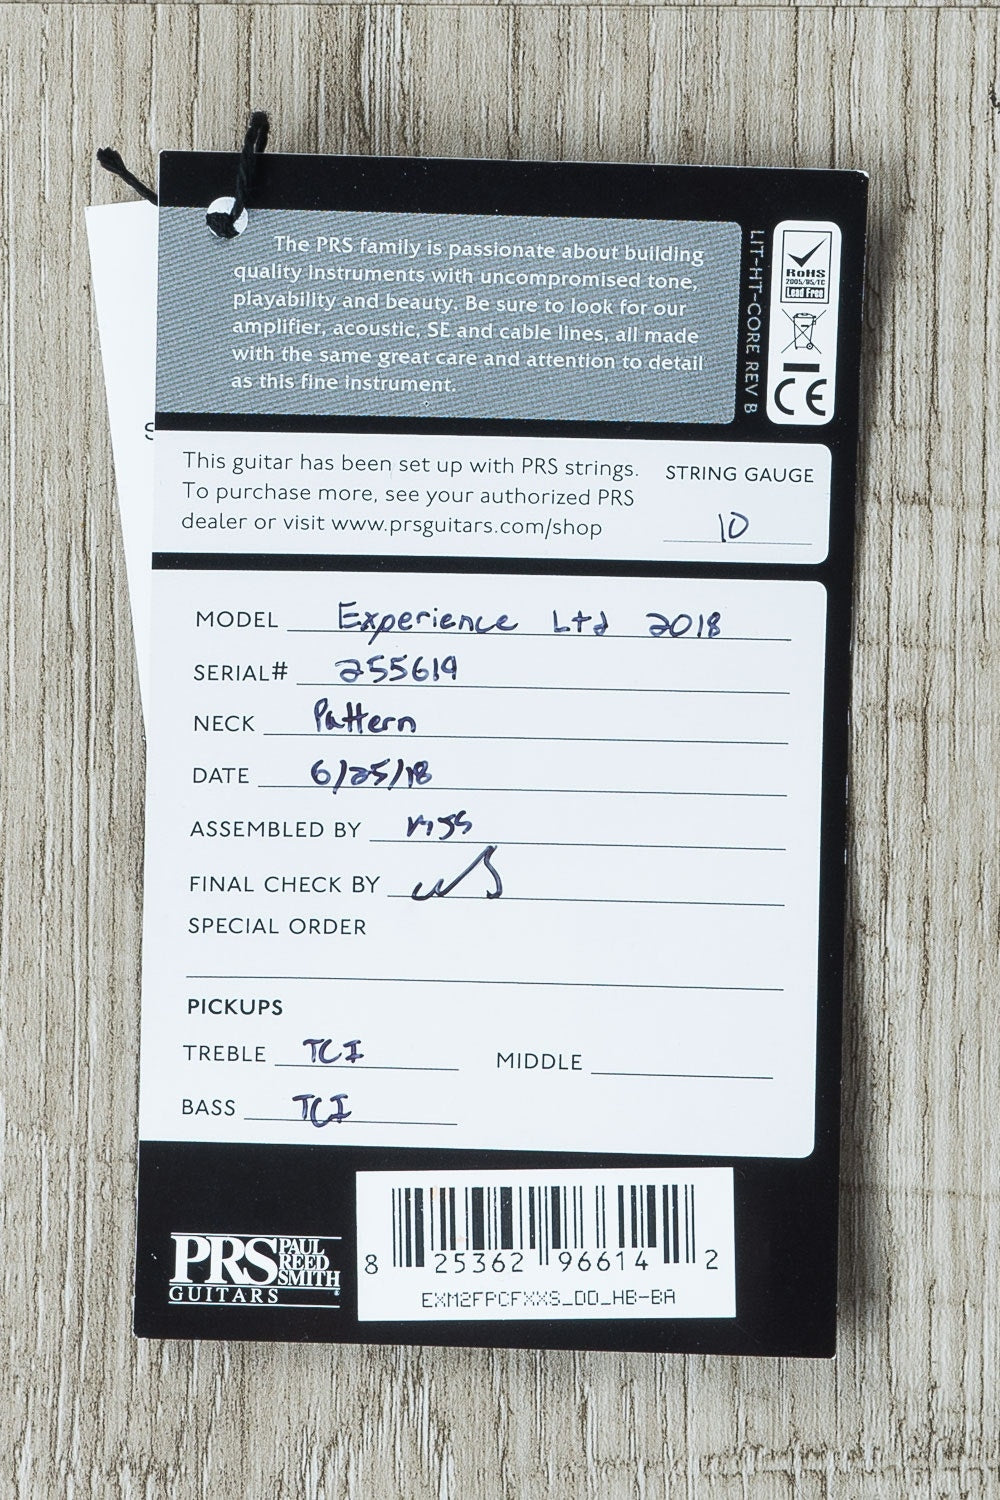 The PRS family is passionate about building
quality instruments with uncompromised tone,
playability and beauty. Be sure to look for our
amplifier, acoustic, SE and cable lines, all made
with the same great care and attention to detail
as this fine instrument.
LIT-HT-CORE REV B
RoHS
2005/95/TC
Lead Free
CE
S
This guitar has been set up with PRS strings.
To purchase more, see your authorized PRS
dealer or visit www.prsguitars.com/shop
STRING GAUGE
10
MODEL Experience Ltd 2018
SERIAL# 255619
NECK Pattern
DATE 6/25/18
ASSEMBLED BY
FINAL CHECK BY
SPECIAL ORDER
PICKUPS
TREBLE TCI MIDDLE
BASS TCI
PRS PAUL REED SMITH
GUITARS
8 25362 96614 2
EXM2FPCFXXS_DD_HB-BA